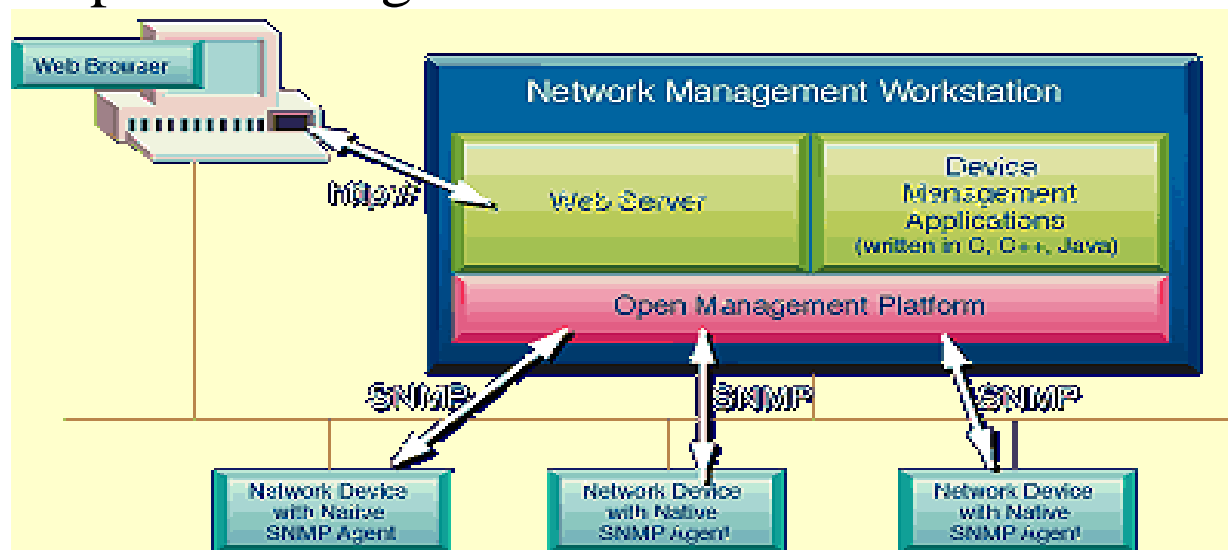 Web Browser
Network Management Workstation
Web Server
Device
Management
Applications
(written in C, C++, Java)
Open Management Platform
SNMP
SNMP
SNMP
Network Device
with Native
SNMP Agent
Network Device
with Native
SNMP Agent
Network Device
with Native
SNMP Agent